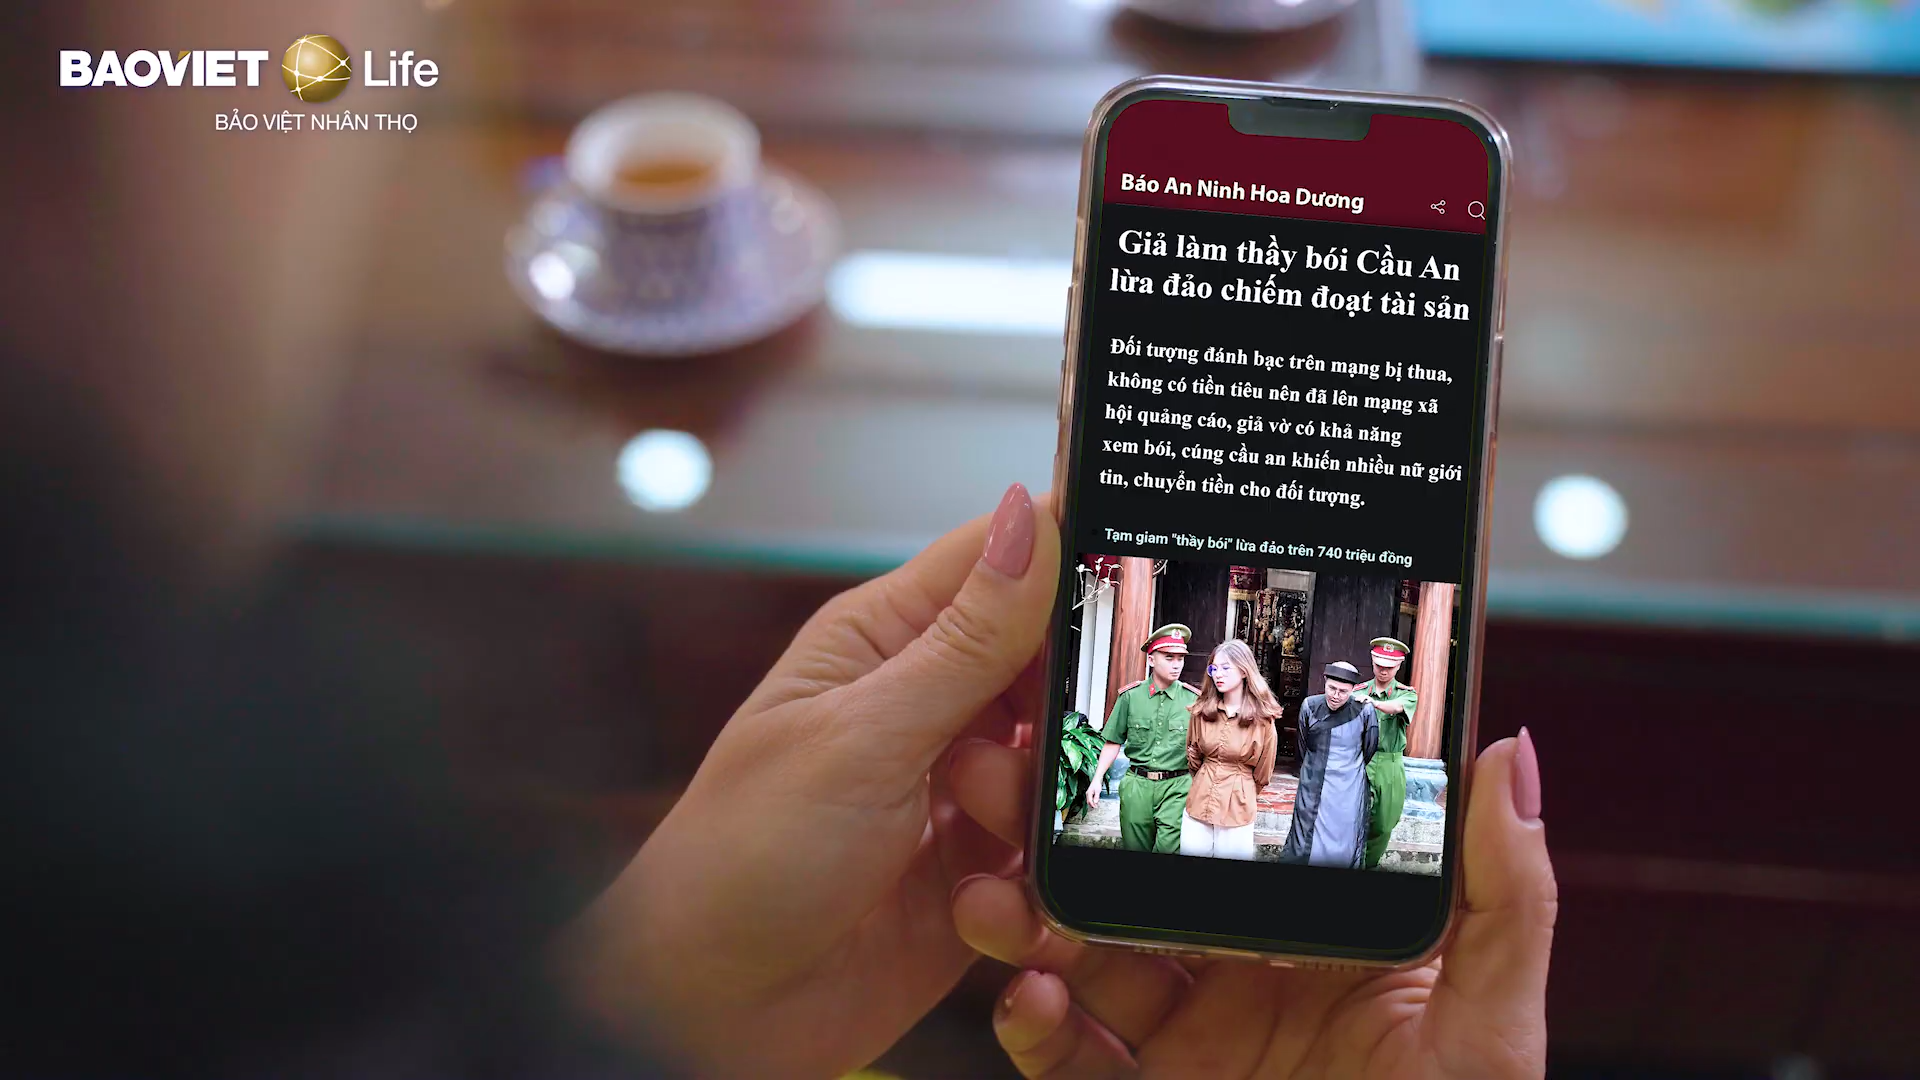 BAOVIET Life
BẢO VIỆT NHÂN THỌ
Báo An Ninh Hoa Dương
Giả làm thầy bói Cầu An
lừa đảo chiếm đoạt tài sản
Đối tượng đánh bạc trên mạng bị thua,
không có tiền tiêu nên đã lên mạng xã
hội quảng cáo, giả vờ có khả năng
xem bói, cúng cầu an khiến nhiều nữ giới
tin, chuyển tiền cho đối tượng.
Tạm giam "thầy bói" lừa đảo trên 740 triệu đồng